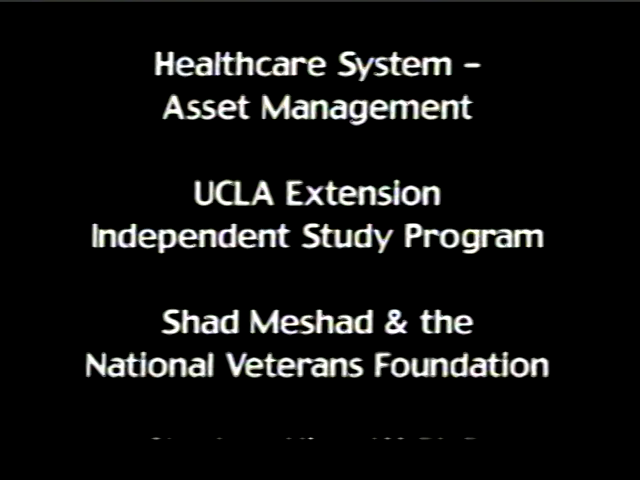 Healthcare System –
Asset Management
UCLA Extension
Independent Study Program
Shad Meshad & the
National Veterans Foundation